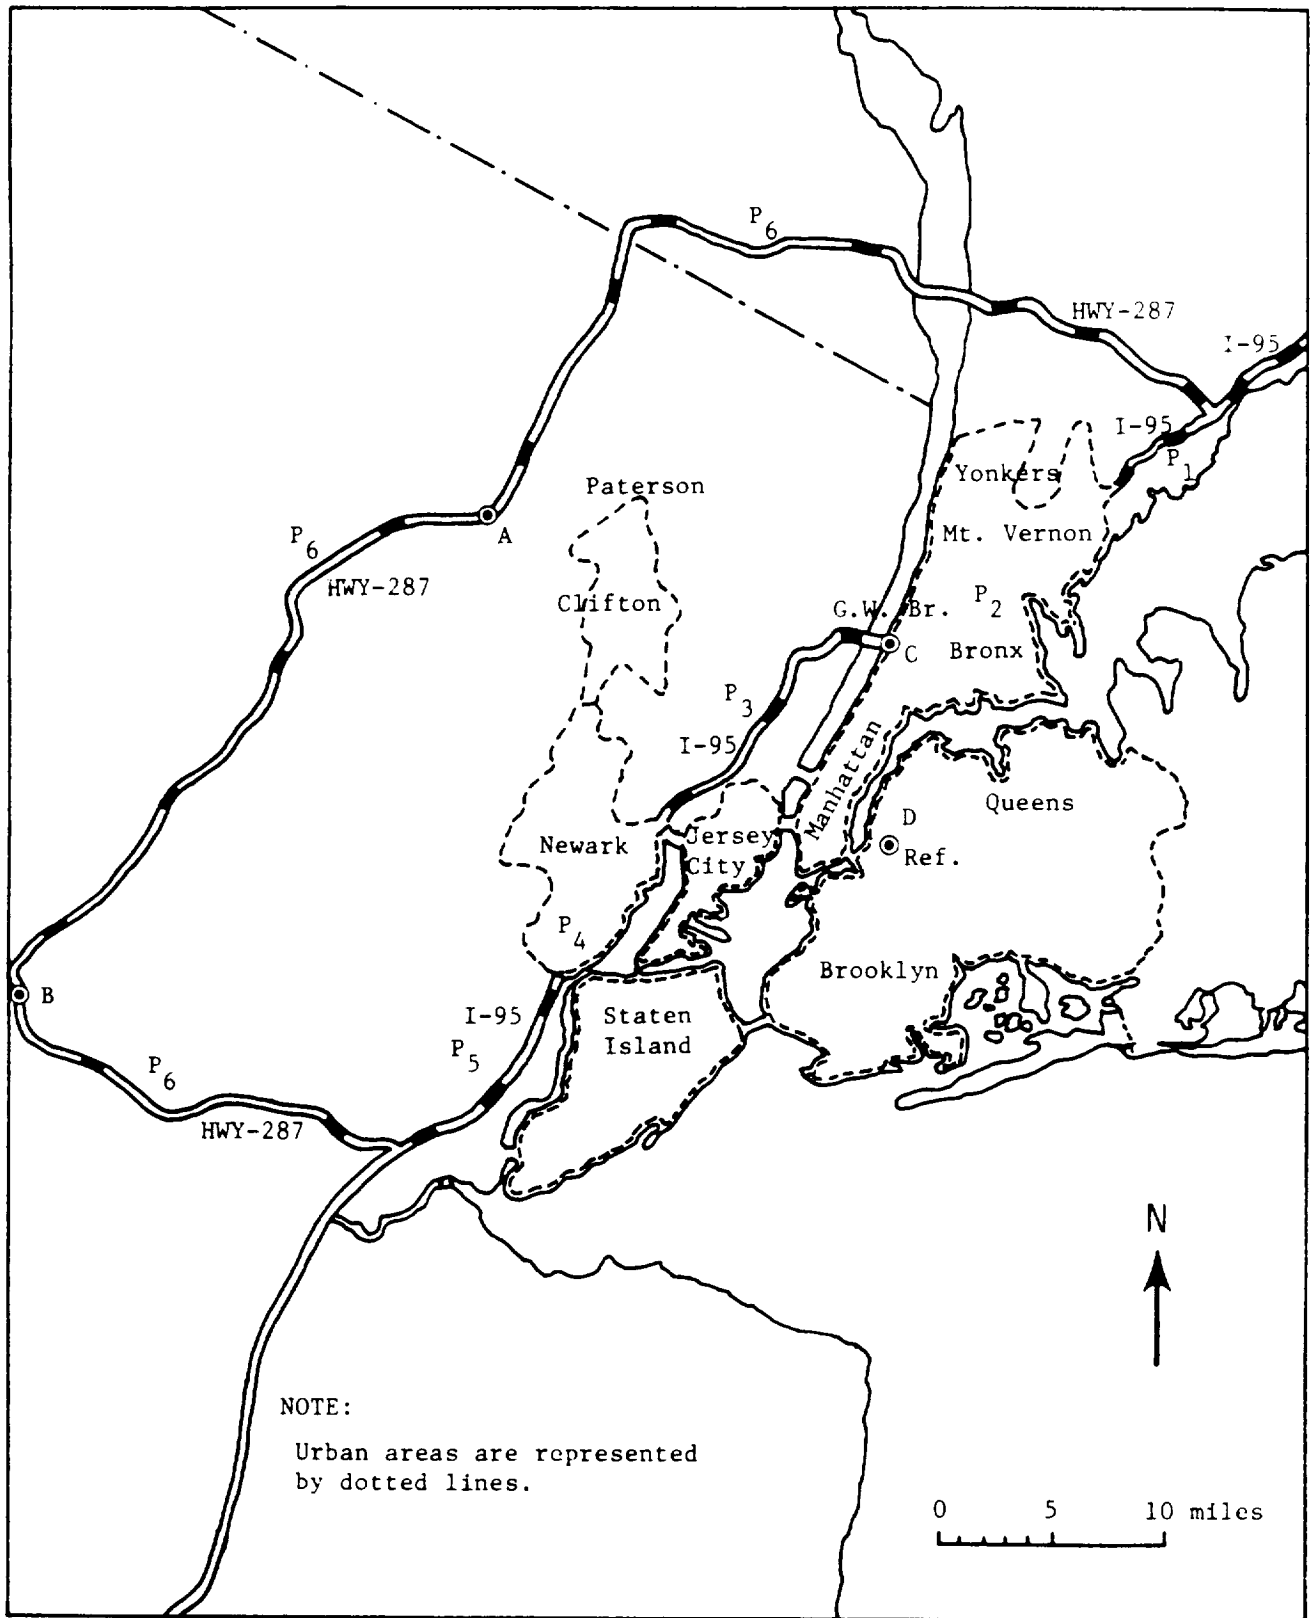 P6
HWY-287
I-95
I-95
P1
Yonkers
Paterson
Mt. Vernon
A
P6
HWY-287
Clifton
G.W. Br.
P2
C
Bronx
P3
I-95
Manhattan
Queens
D
Ref.
Newark
Jersey
City
P4
Brooklyn
B
I-95
P5
Staten
Island
P6
HWY-287
N
NOTE:
Urban areas are represented
by dotted lines.
0 5 10 miles